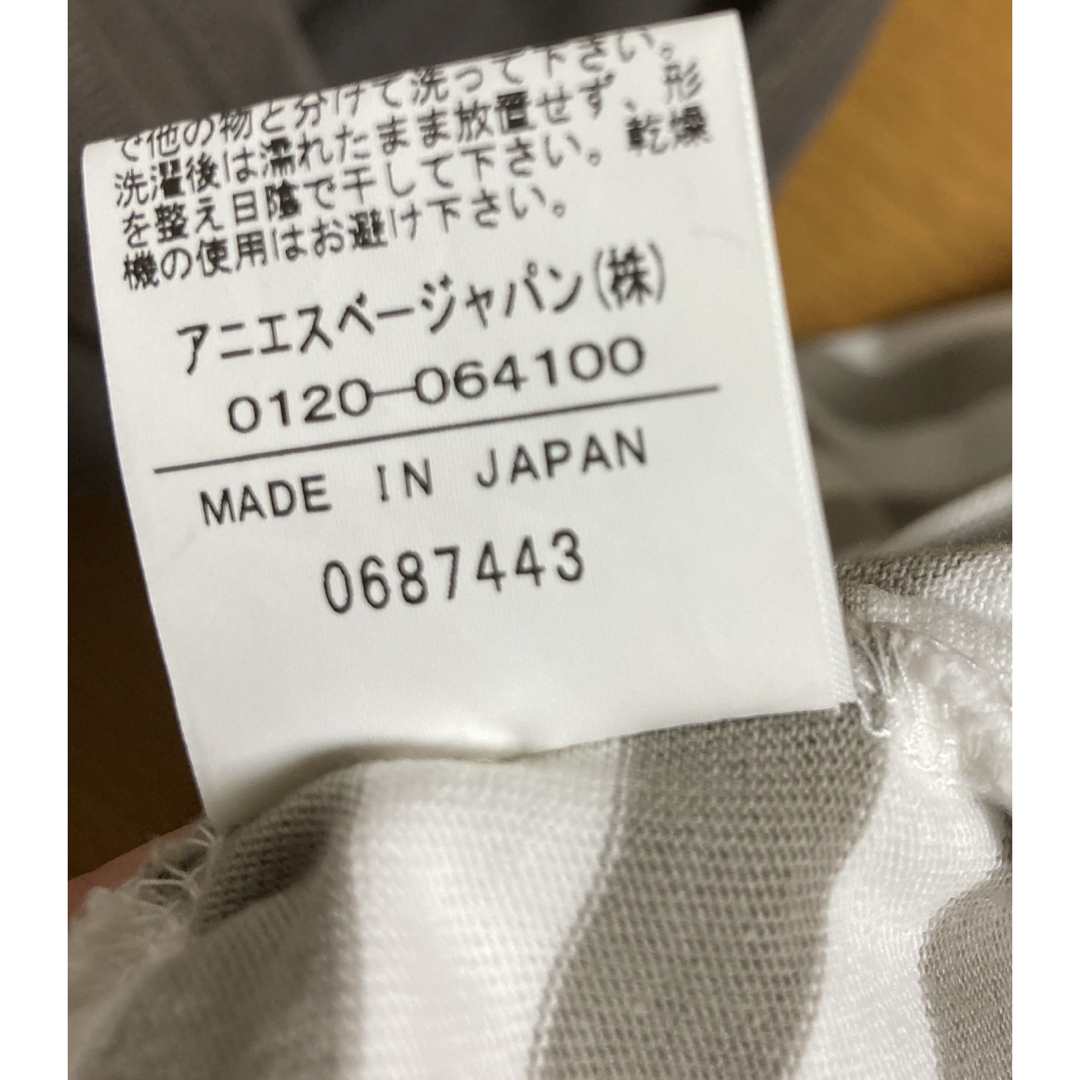 で他の物と分けて洗って下さい。
洗濯後は濡れたまま放置せず、形
を整え日陰で干して下さい。乾燥
機の使用はお避け下さい。
アニエスベージャパン(株)
0120-064100
MADE IN JAPAN
0687443